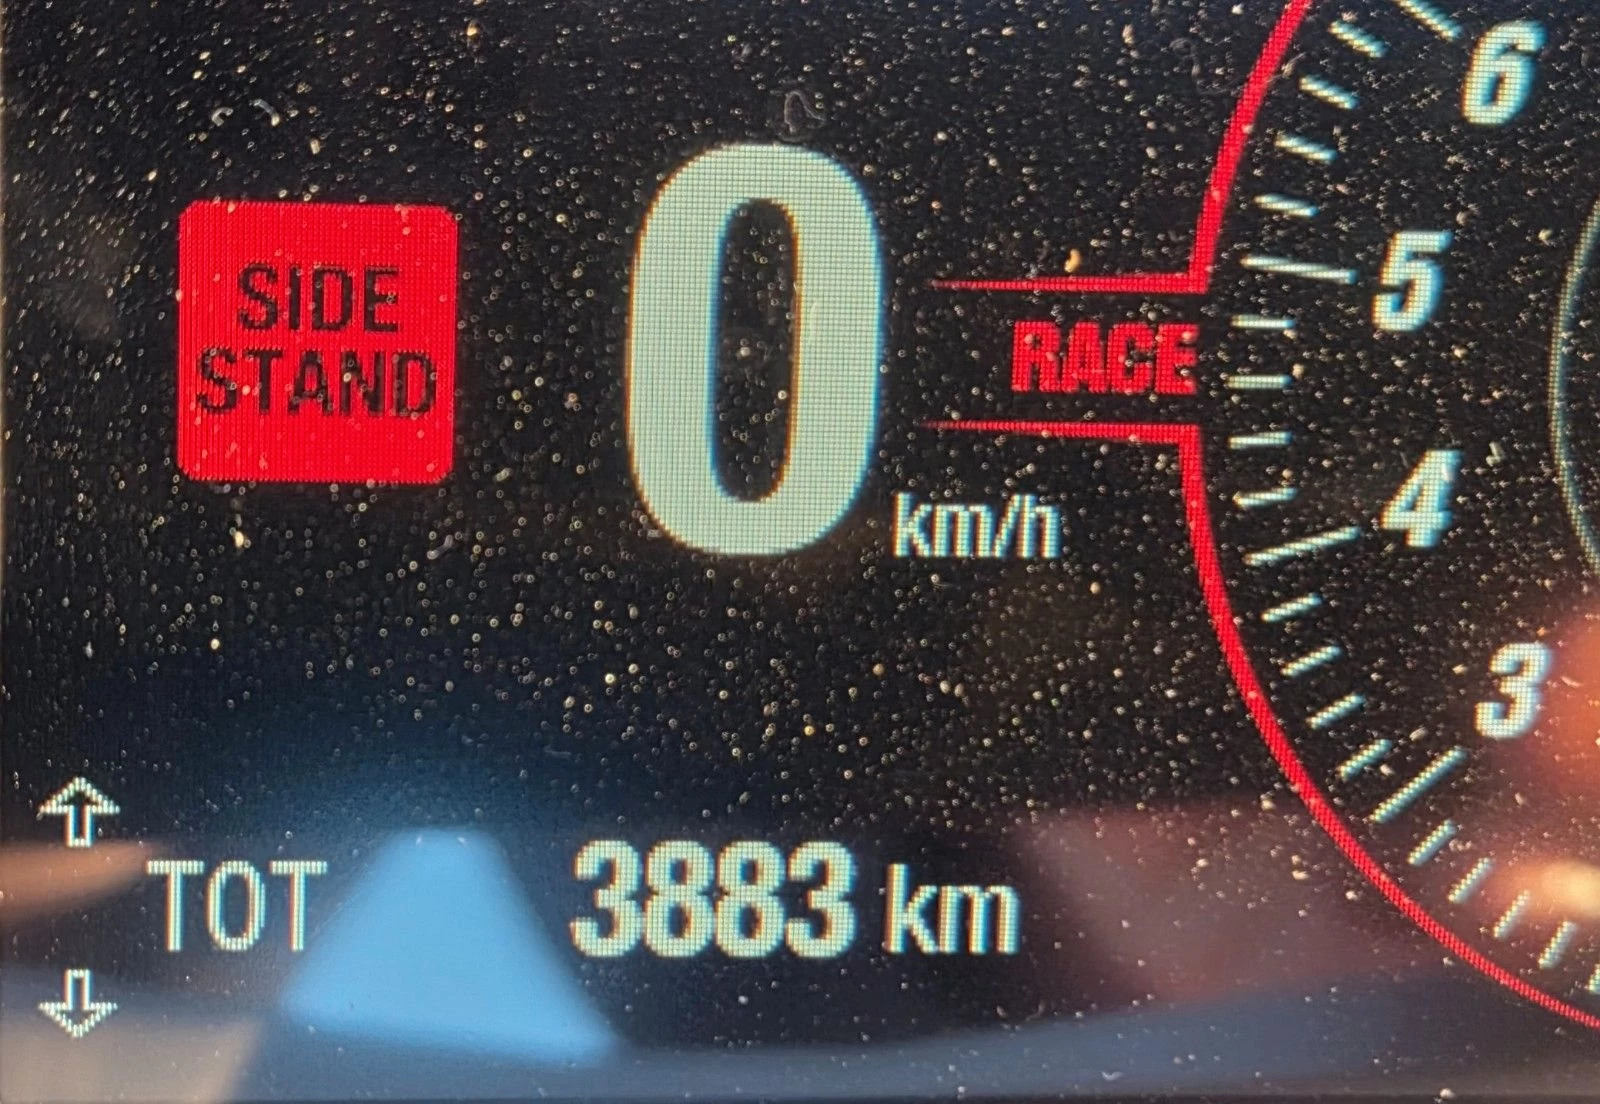 SIDE
STAND
0
km/h
RACE
6
5
4
3
TOT
3883 km